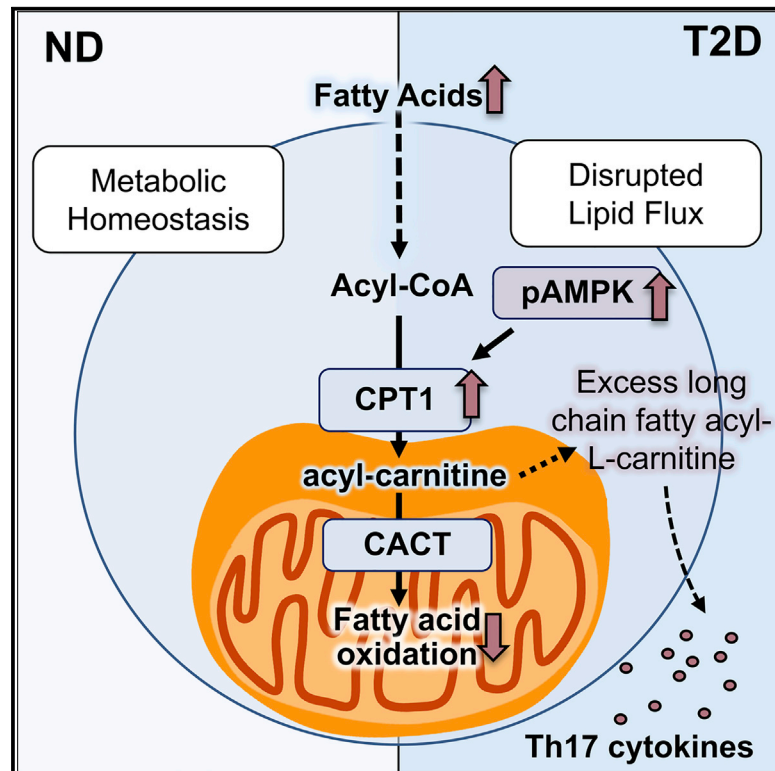 ND
T2D
Fatty Acids
Metabolic
Homeostasis
Disrupted
Lipid Flux
Acyl-CoA
pAMPK
CPT1
Excess long
chain fatty acyl-
L-carnitine
acyl-carnitine
CACT
Fatty acid
oxidation
Th17 cytokines